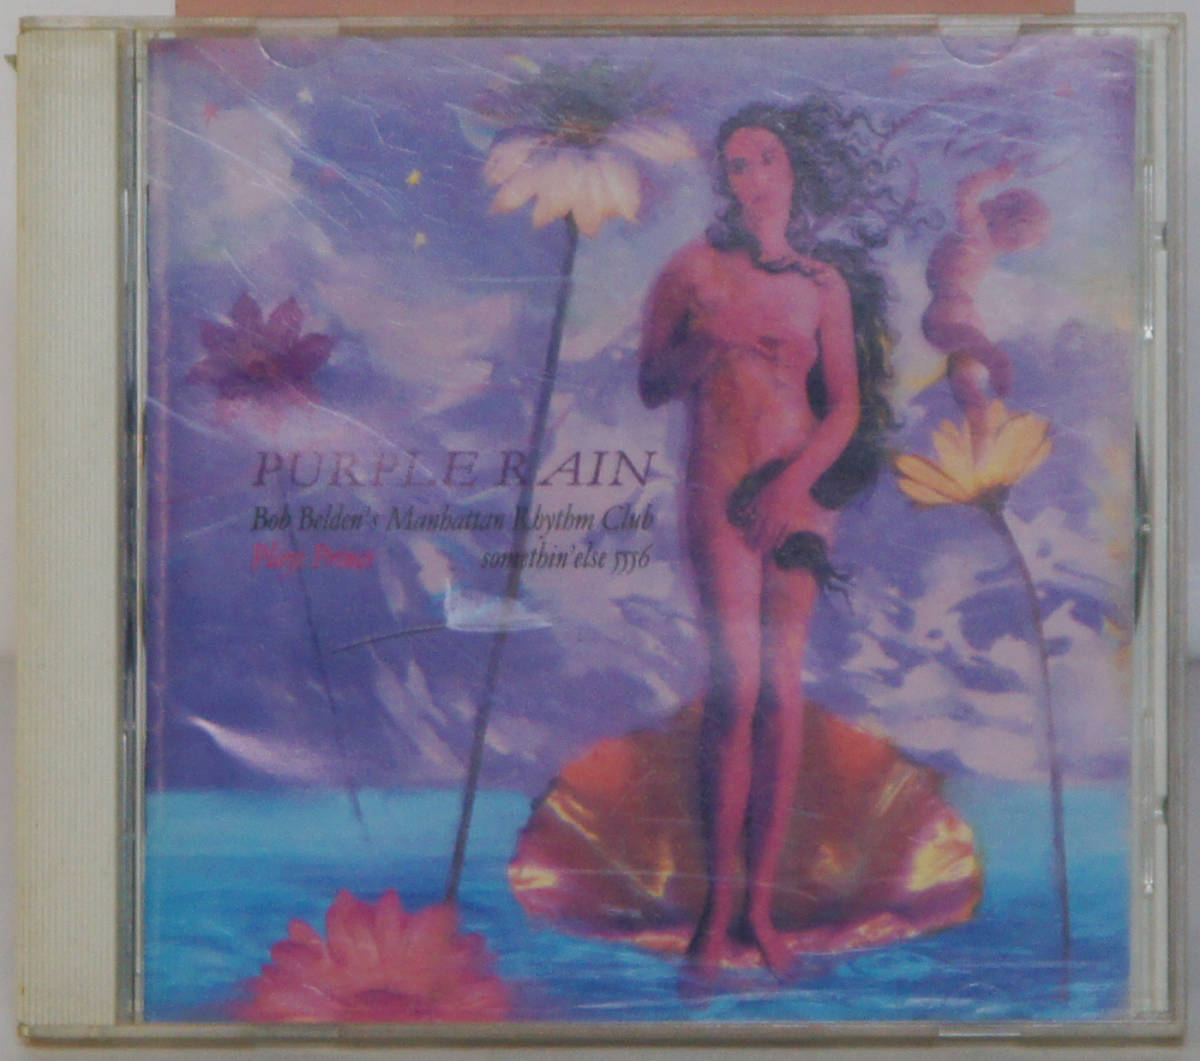 PURPLE RAIN
Bob Belden's Manhattan Rhythm Club
Plays Prince somethin'else 5556